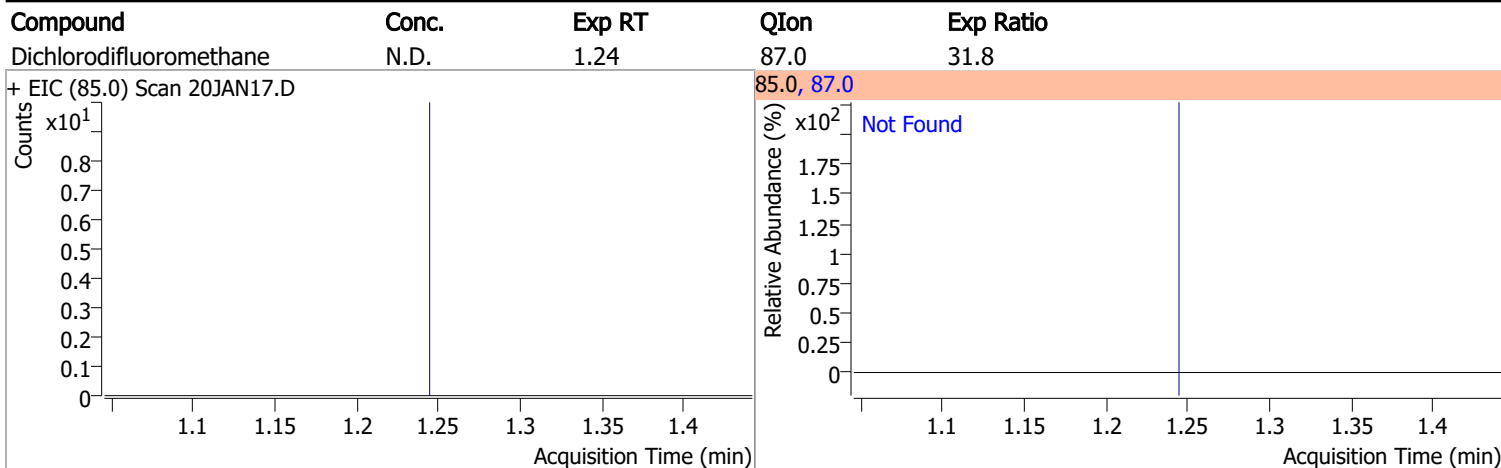 Compound Conc. Exp RT QIon Exp Ratio
Dichlorodifluoromethane N.D. 1.24 87.0 31.8
+ EIC (85.0) Scan 20JAN17.D
Counts
x10¹
0.8
0.7
0.6
0.5
0.4
0.3
0.2
0.1
0
1.1 1.15 1.2 1.25 1.3 1.35 1.4
Acquisition Time (min)
85.0, 87.0
Relative Abundance (%)
x10²
Not Found
1.75
1.5
1.25
1
0.75
0.5
0.25
0
1.1 1.15 1.2 1.25 1.3 1.35 1.4
Acquisition Time (min)